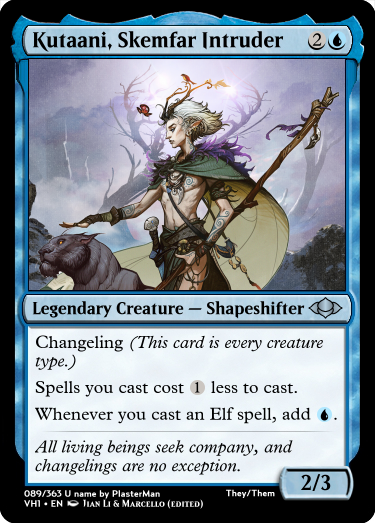 Kutaani, Skemfar Intruder 2
Legendary Creature — Shapeshifter
Changeling (This card is every creature
type.)
Spells you cast cost 1 less to cast.
Whenever you cast an Elf spell, add .
All living beings seek company, and
changelings are no exception.
2/3
089/363 U name by PlasterMan They/Them
VH1 • EN Jian Li & Marcello (edited)